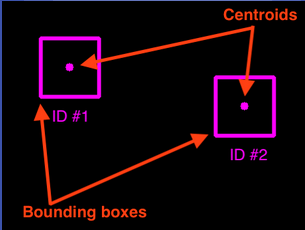 Centroids
ID #1
ID #2
Bounding boxes